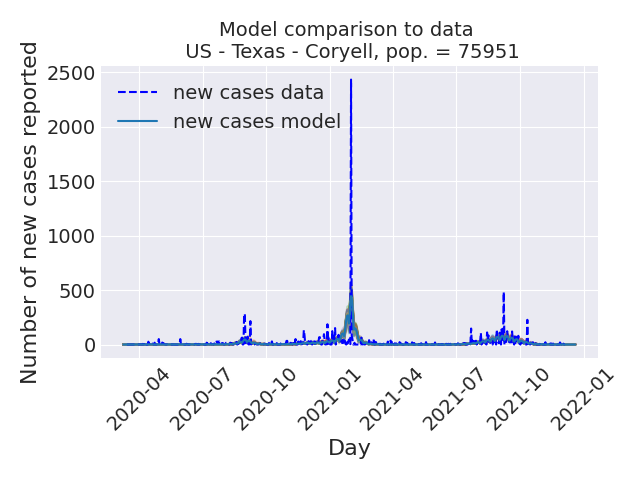 Model comparison to data
US - Texas - Coryell, pop. = 75951
new cases data
new cases model
Number of new cases reported
2500
2000
1500
1000
500
0
2020-04
2020-07
2020-10
2021-01
2021-04
2021-07
2021-10
2022-01
Day